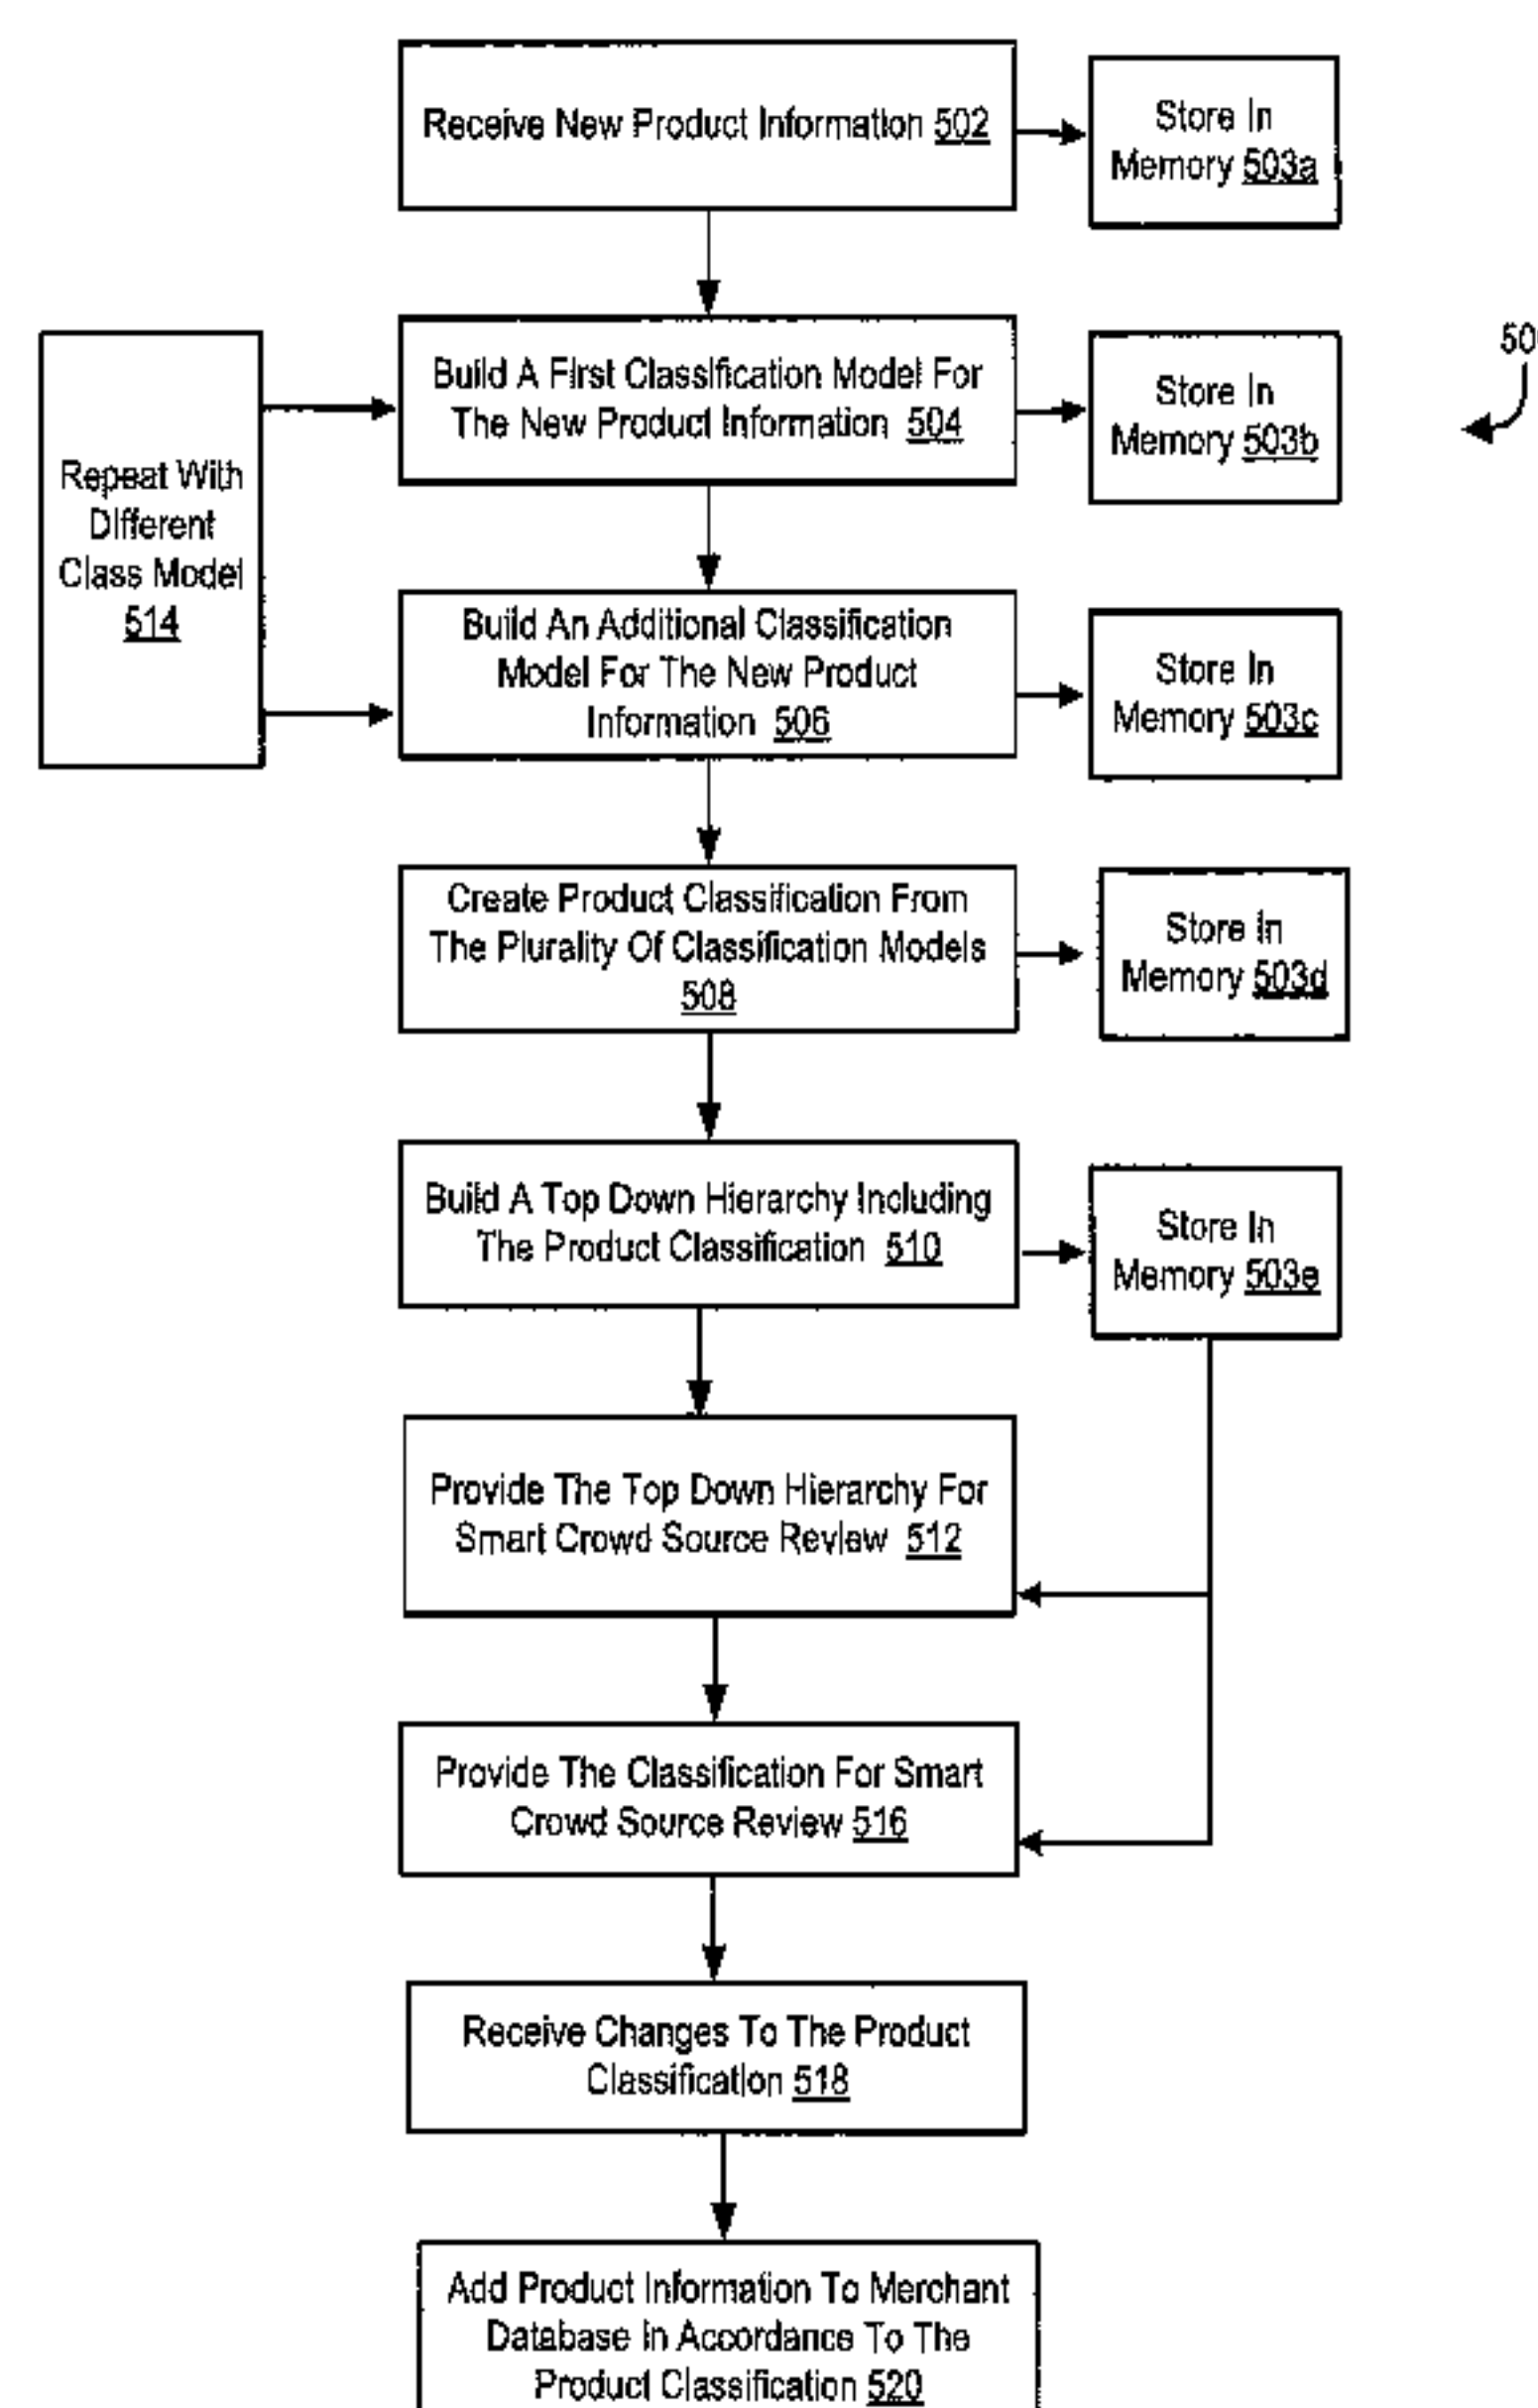 Receive New Product Information 502
Store In
Memory 503a
Build A First Classification Model For
The New Product Information 504
Store In
Memory 503b
50
Repeat With
Different
Class Model
514
Build An Additional Classification
Model For The New Product
Information 506
Store In
Memory 503c
Create Product Classification From
The Plurality Of Classification Models
508
Store In
Memory 503d
Build A Top Down Hierarchy Including
The Product Classification 510
Store In
Memory 503e
Provide The Top Down Hierarchy For
Smart Crowd Source Review 512
Provide The Classification For Smart
Crowd Source Review 516
Receive Changes To The Product
Classification 518
Add Product Information To Merchant
Database In Accordance To The
Product Classification 520